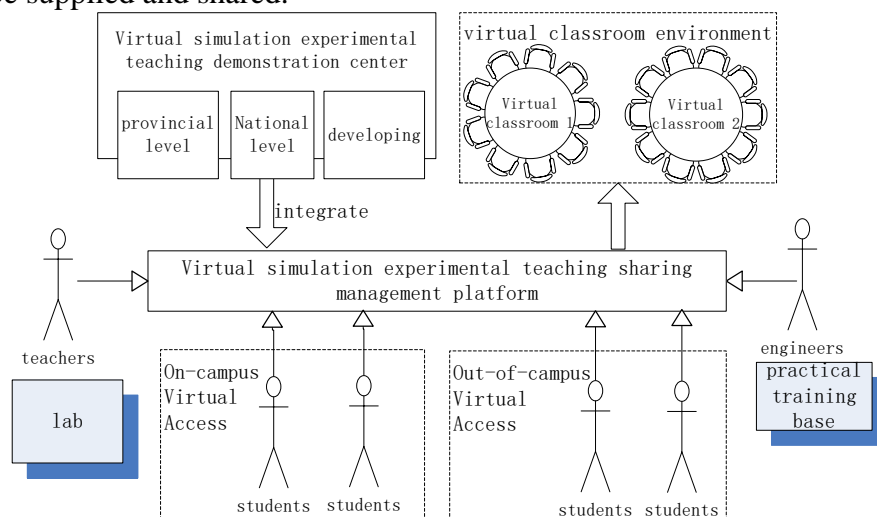 be supplied and shared.
Virtual simulation experimental
teaching demonstration center
provincial
level
National
level
developing
virtual classroom environment
Virtual
classroom 1
Virtual
classroom 2
integrate
Virtual simulation experimental teaching sharing
management platform
teachers
lab
On-campus
Virtual
Access
students
students
Out-of-campus
Virtual
Access
students
students
engineers
practical
training
base